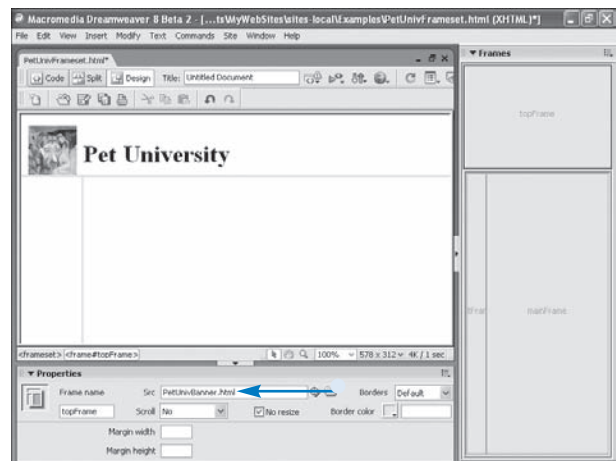 Macromedia Dreamweaver 8 Beta 2 - [...ts\MyWebSites\sites-local\Examples\PetUnivFrameset.html (XHTML)*]
File Edit View Insert Modify Text Commands Site Window Help
PetUnivFrameset.html*
Code Split Design Title: Untitled Document
Pet University
<frameset> <frame#topFrame> 100% 578 x 312 4K / 1 sec
Properties
Frame name Src PetUnivBanner.html Borders Default
topFrame Scroll No No resize Border color
Margin width
Margin height
Frames
topFrame
mainFrame